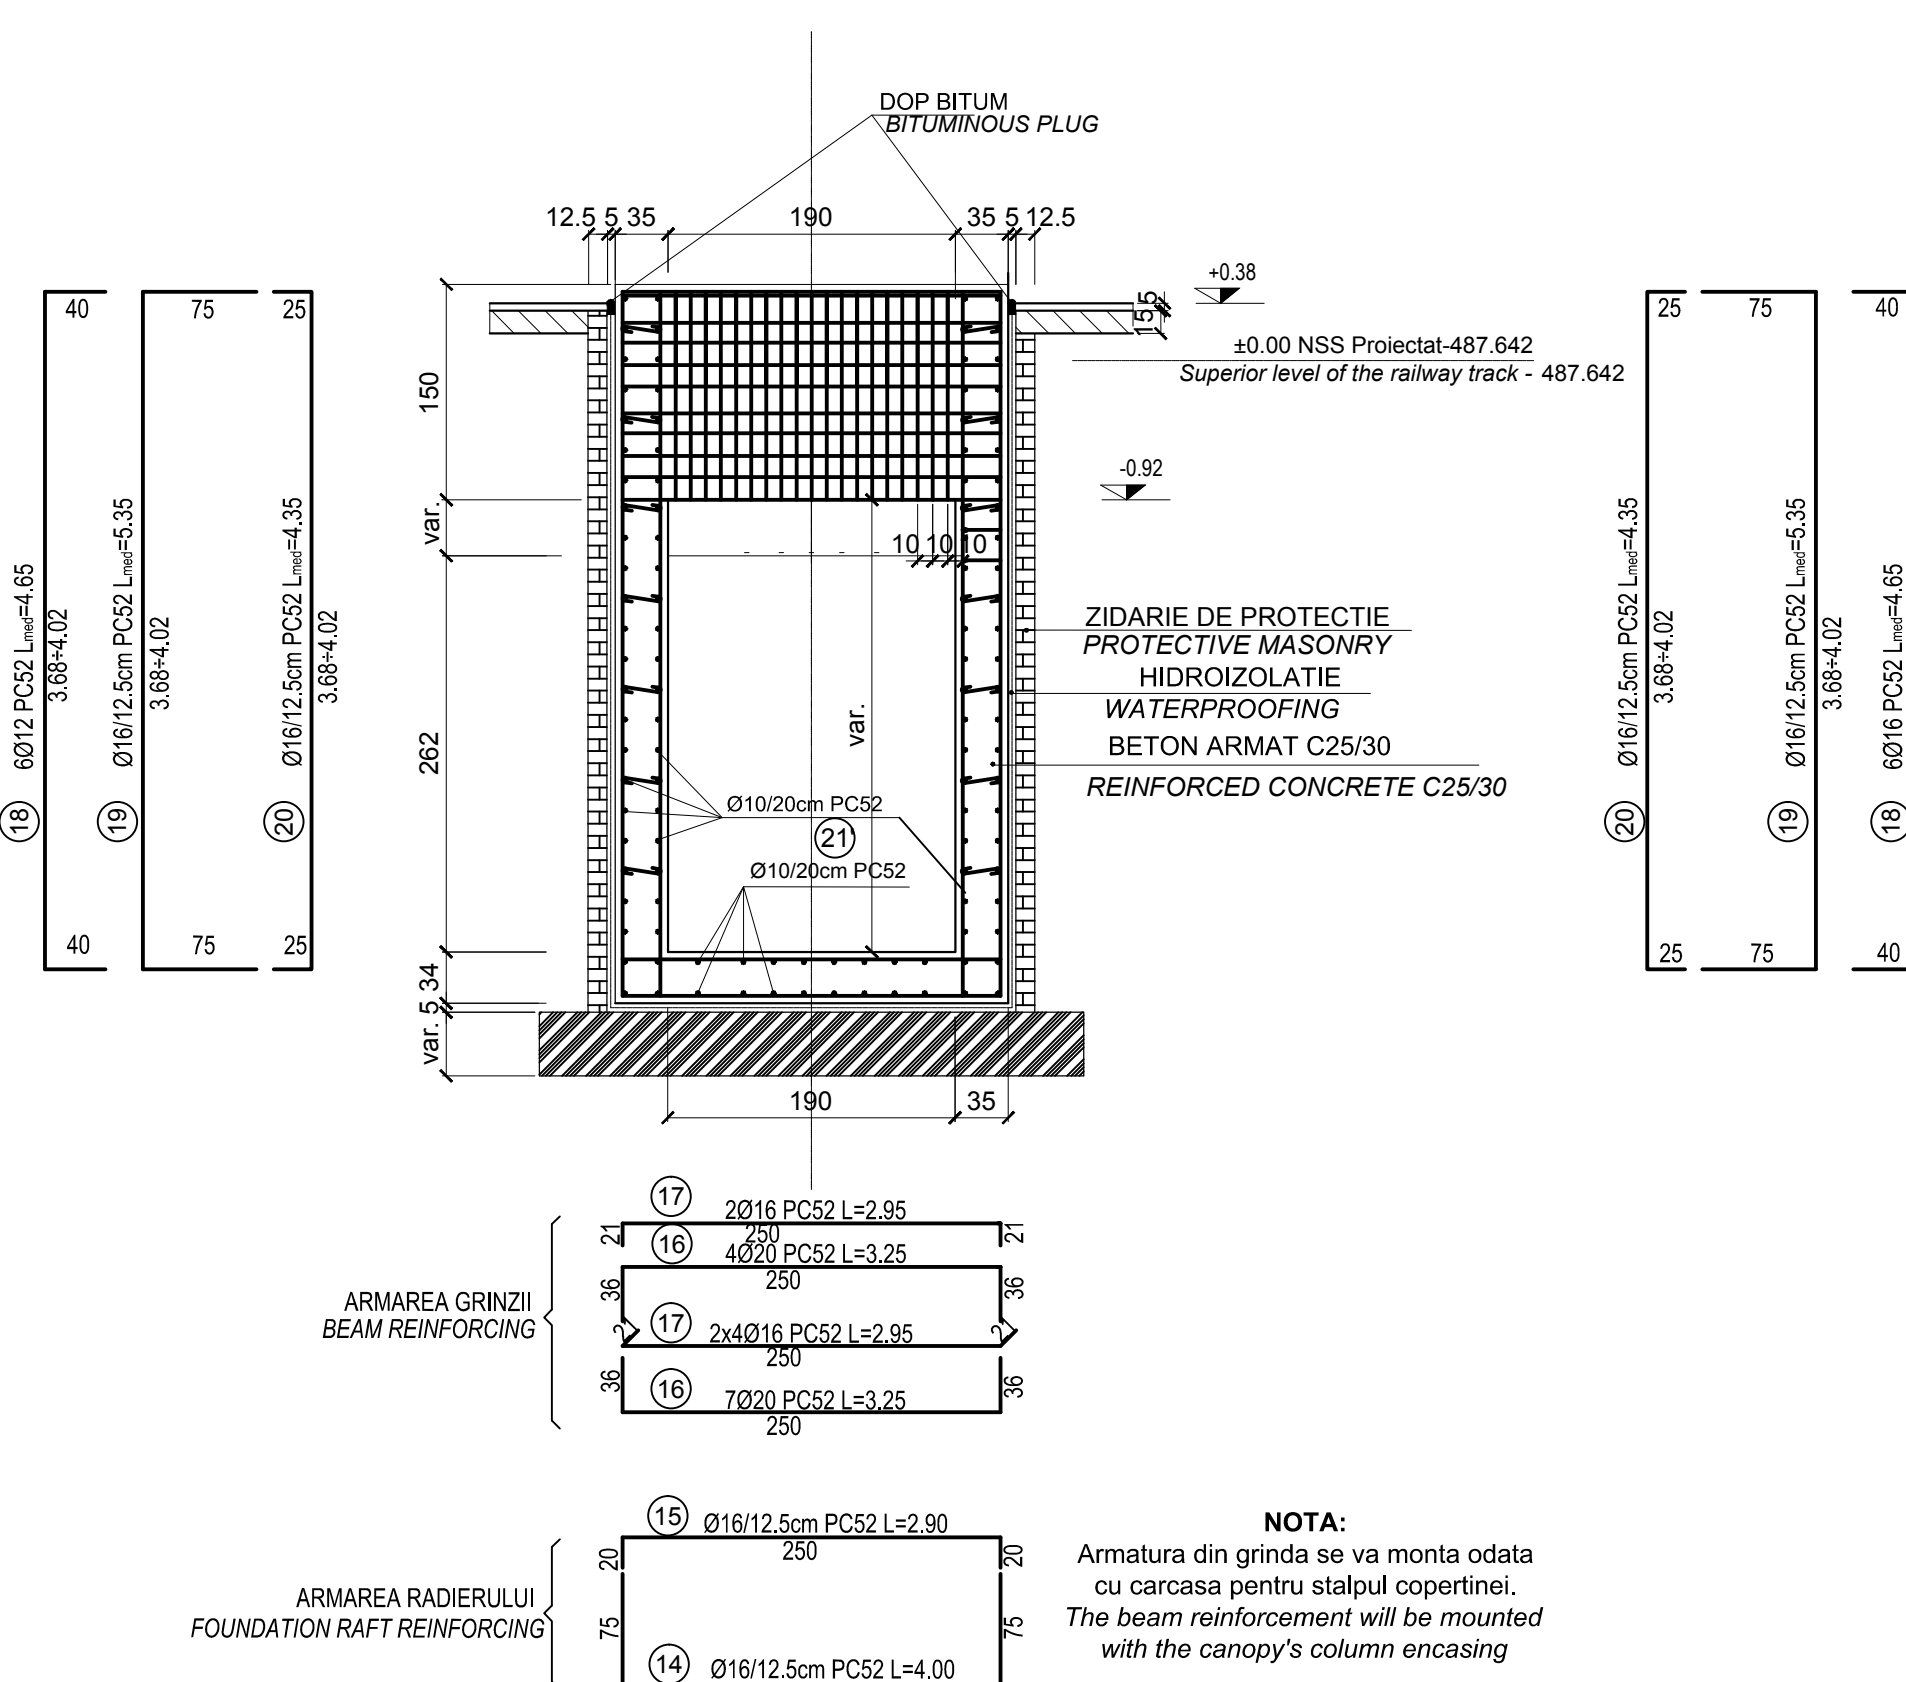 DOP BITUM
BITUMINOUS PLUG
12.5 5 35 190 35 5 12.5
+0.38
5
15
±0.00 NSS Proiectat-487.642
Superior level of the railway track - 487.642
-0.92
40 75 25
25 75 40
150
var.
262
34
5
var.
10 10 10
var.
18 6Ø12 PC52 Lmed=4.65
3.68÷4.02
19 Ø16/12.5cm PC52 Lmed=5.35
3.68÷4.02
20 Ø16/12.5cm PC52 Lmed=4.35
3.68÷4.02
ZIDARIE DE PROTECTIE
PROTECTIVE MASONRY
HIDROIZOLATIE
WATERPROOFING
BETON ARMAT C25/30
REINFORCED CONCRETE C25/30
Ø10/20cm PC52
21'
Ø10/20cm PC52
20 Ø16/12.5cm PC52 Lmed=4.35
3.68÷4.02
19 Ø16/12.5cm PC52 Lmed=5.35
3.68÷4.02
18 6Ø16 PC52 Lmed=4.65
40 75 25
25 75 40
190 35
17 2Ø16 PC52 L=2.95
21 250 21
16 4Ø20 PC52 L=3.25
36 250 36
ARMAREA GRINZII
BEAM REINFORCING
17 2x4Ø16 PC52 L=2.95
21 250 21
16 7Ø20 PC52 L=3.25
36 250 36
15 Ø16/12.5cm PC52 L=2.90
20 250 20
ARMAREA RADIERULUI
FOUNDATION RAFT REINFORCING
75 75
14 Ø16/12.5cm PC52 L=4.00
NOTA:
Armatura din grinda se va monta odata
cu carcasa pentru stalpul copertinei.
The beam reinforcement will be mounted
with the canopy's column encasing